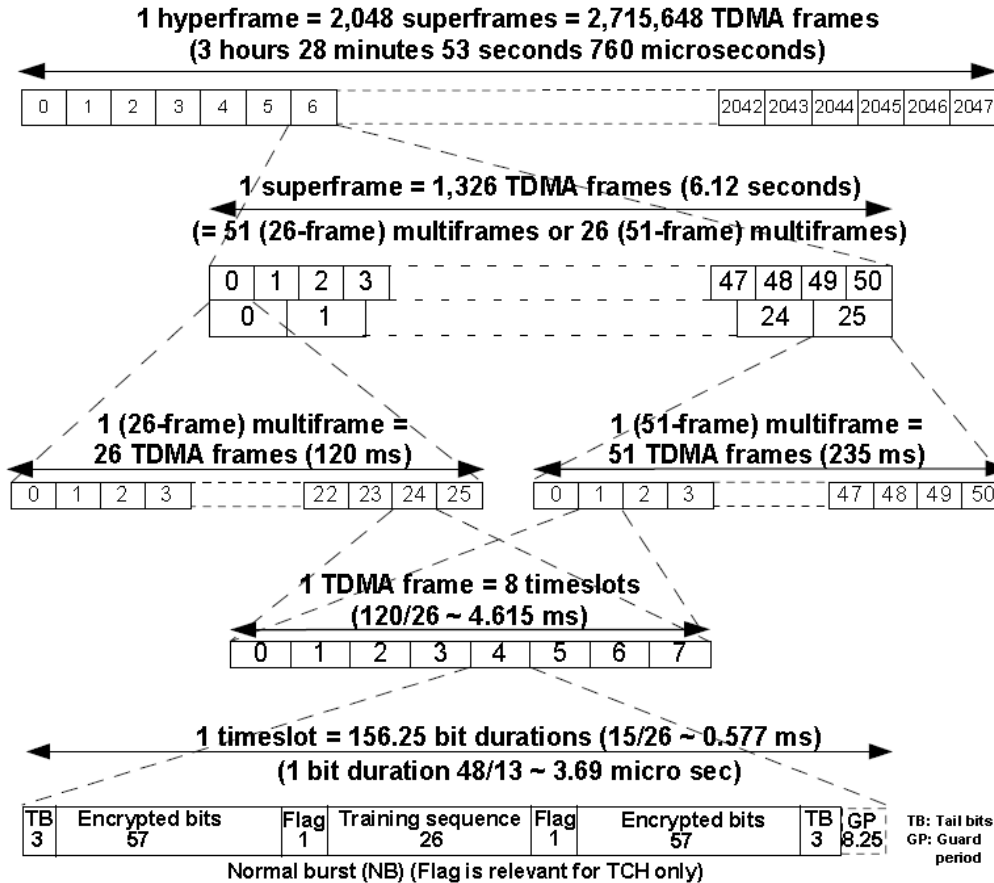 1 hyperframe = 2,048 superframes = 2,715,648 TDMA frames
(3 hours 28 minutes 53 seconds 760 microseconds)
0 1 2 3 4 5 6 2042 2043 2044 2045 2046 2047
1 superframe = 1,326 TDMA frames (6.12 seconds)
(= 51 (26-frame) multiframes or 26 (51-frame) multiframes)
0 1 2 3 47 48 49 50
0 1 24 25
1 (26-frame) multiframe =
26 TDMA frames (120 ms)
0 1 2 3 22 23 24 25
1 (51-frame) multiframe =
51 TDMA frames (235 ms)
0 1 2 3 47 48 49 50
1 TDMA frame = 8 timeslots
(120/26 ~ 4.615 ms)
0 1 2 3 4 5 6 7
1 timeslot = 156.25 bit durations (15/26 ~ 0.577 ms)
(1 bit duration 48/13 ~ 3.69 micro sec)
TB Encrypted bits Flag Training sequence Flag Encrypted bits TB GP
3 57 1 26 1 57 3 8.25
TB: Tail bits
GP: Guard
period
Normal burst (NB) (Flag is relevant for TCH only)